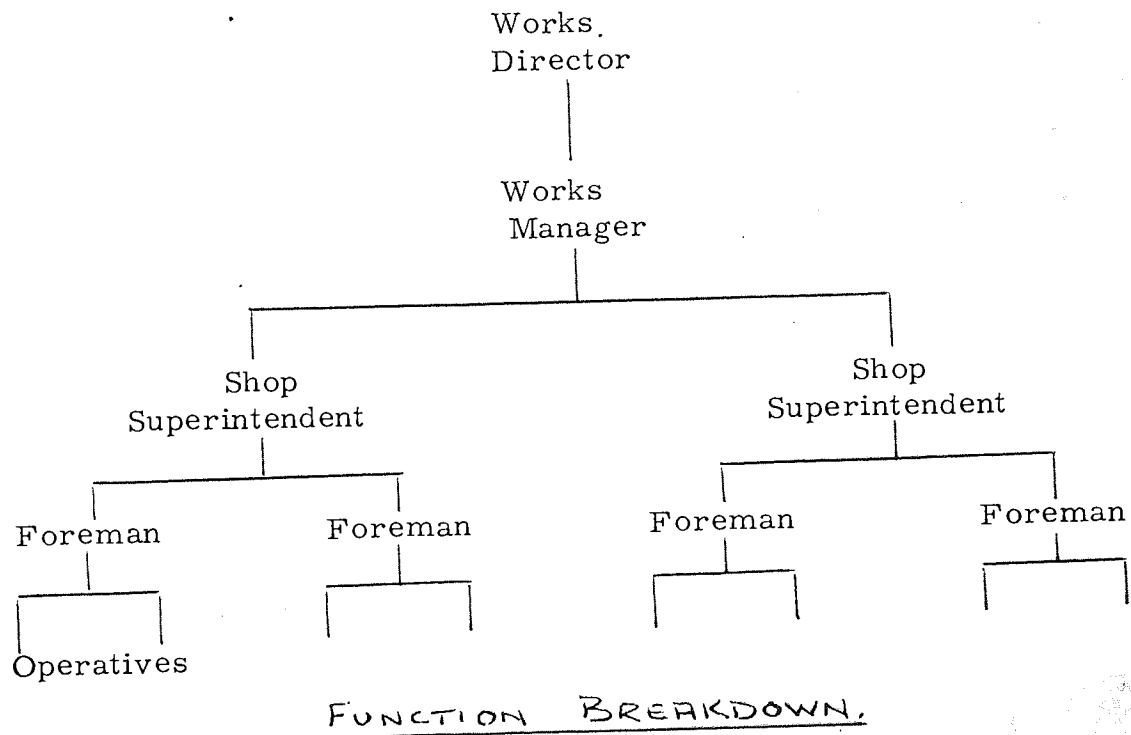 Works.
Director
Works
Manager
Shop
Superintendent
Shop
Superintendent
Foreman
Foreman
Foreman
Foreman
Operatives
FUNCTION BREAKDOWN.